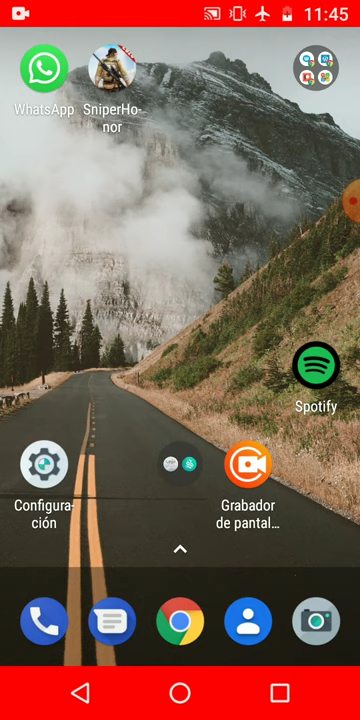 11:45
WhatsApp
SniperHo-
nor
Spotify
Configura-
ción
Grabador
de pantal...